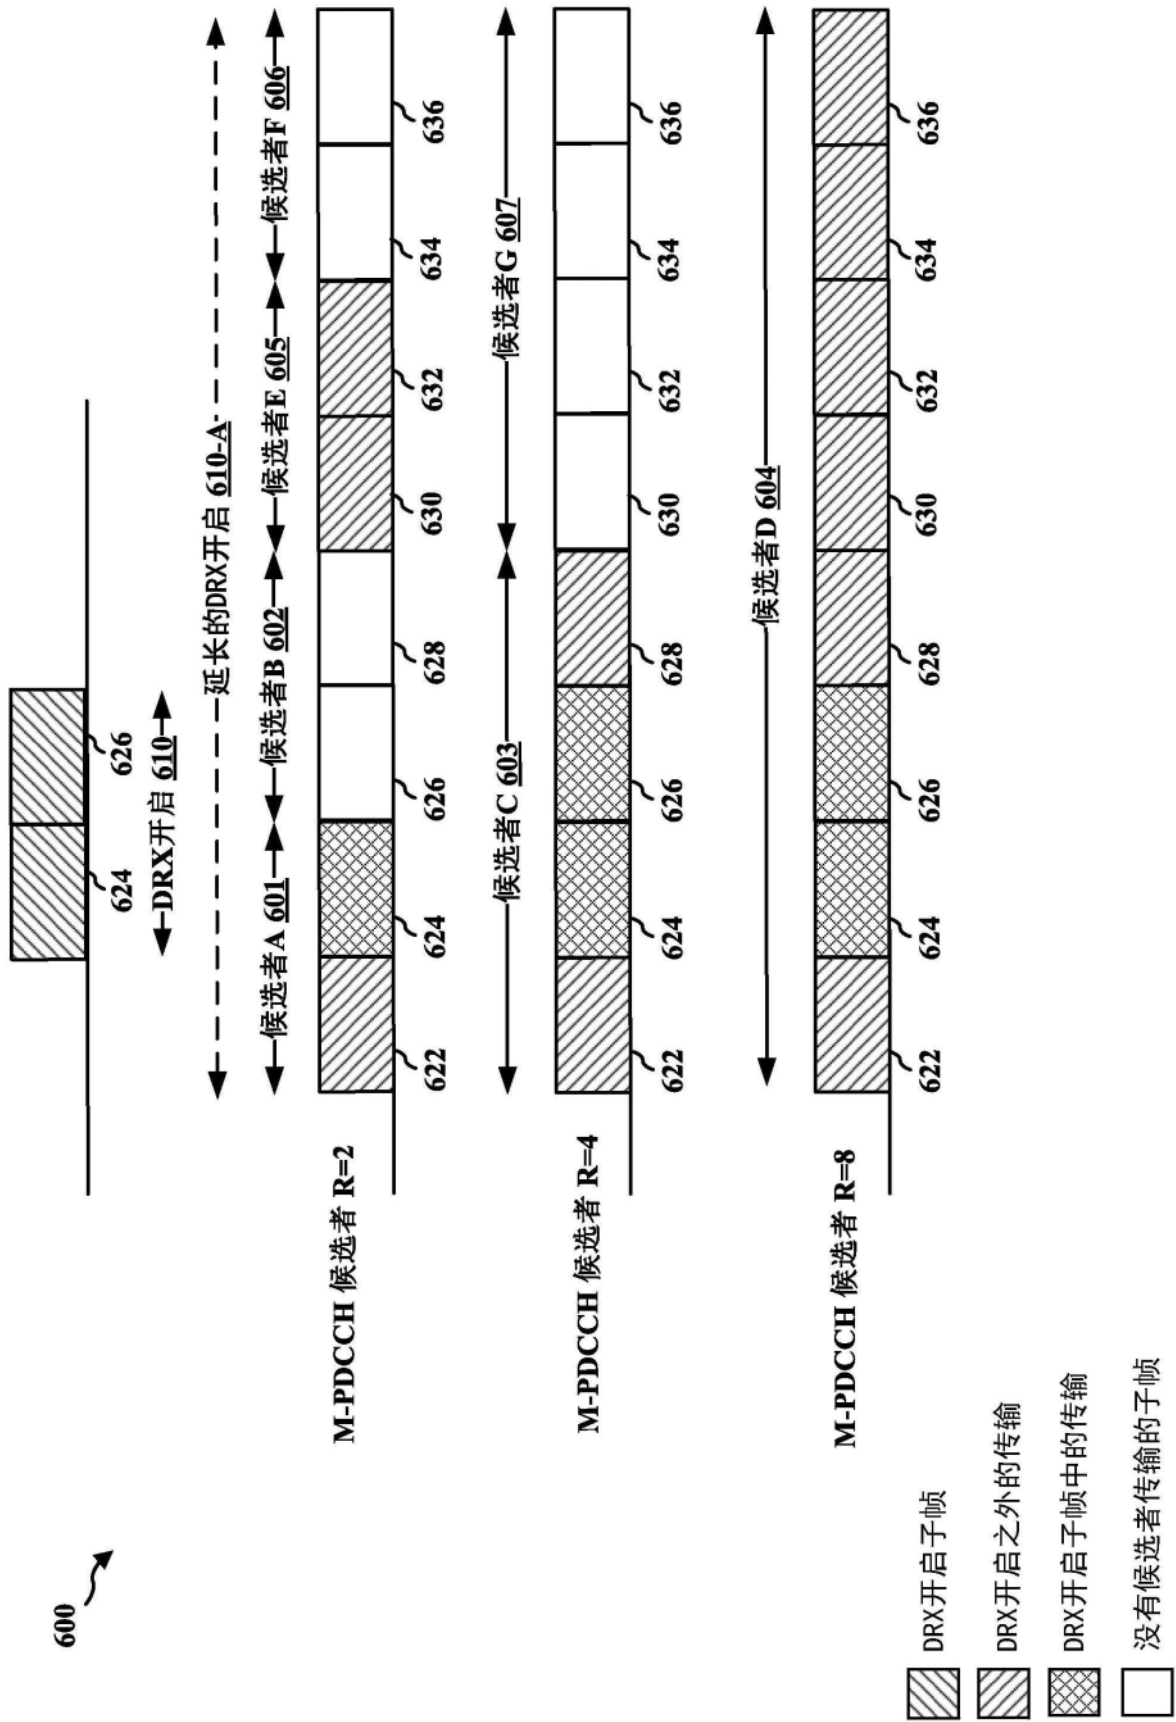 600
624 626
DRX开启 610
延长的DRX开启 610-A
候选者A 601 候选者B 602 候选者E 605 候选者F 606
M-PDCCH 候选者 R=2
622 624 626 628 630 632 634 636
候选者C 603 候选者G 607
M-PDCCH 候选者 R=4
622 624 626 628 630 632 634 636
候选者D 604
M-PDCCH 候选者 R=8
622 624 626 628 630 632 634 636
DRX开启子帧
DRX开启之外的传输
DRX开启子帧中的传输
没有候选者传输的子帧